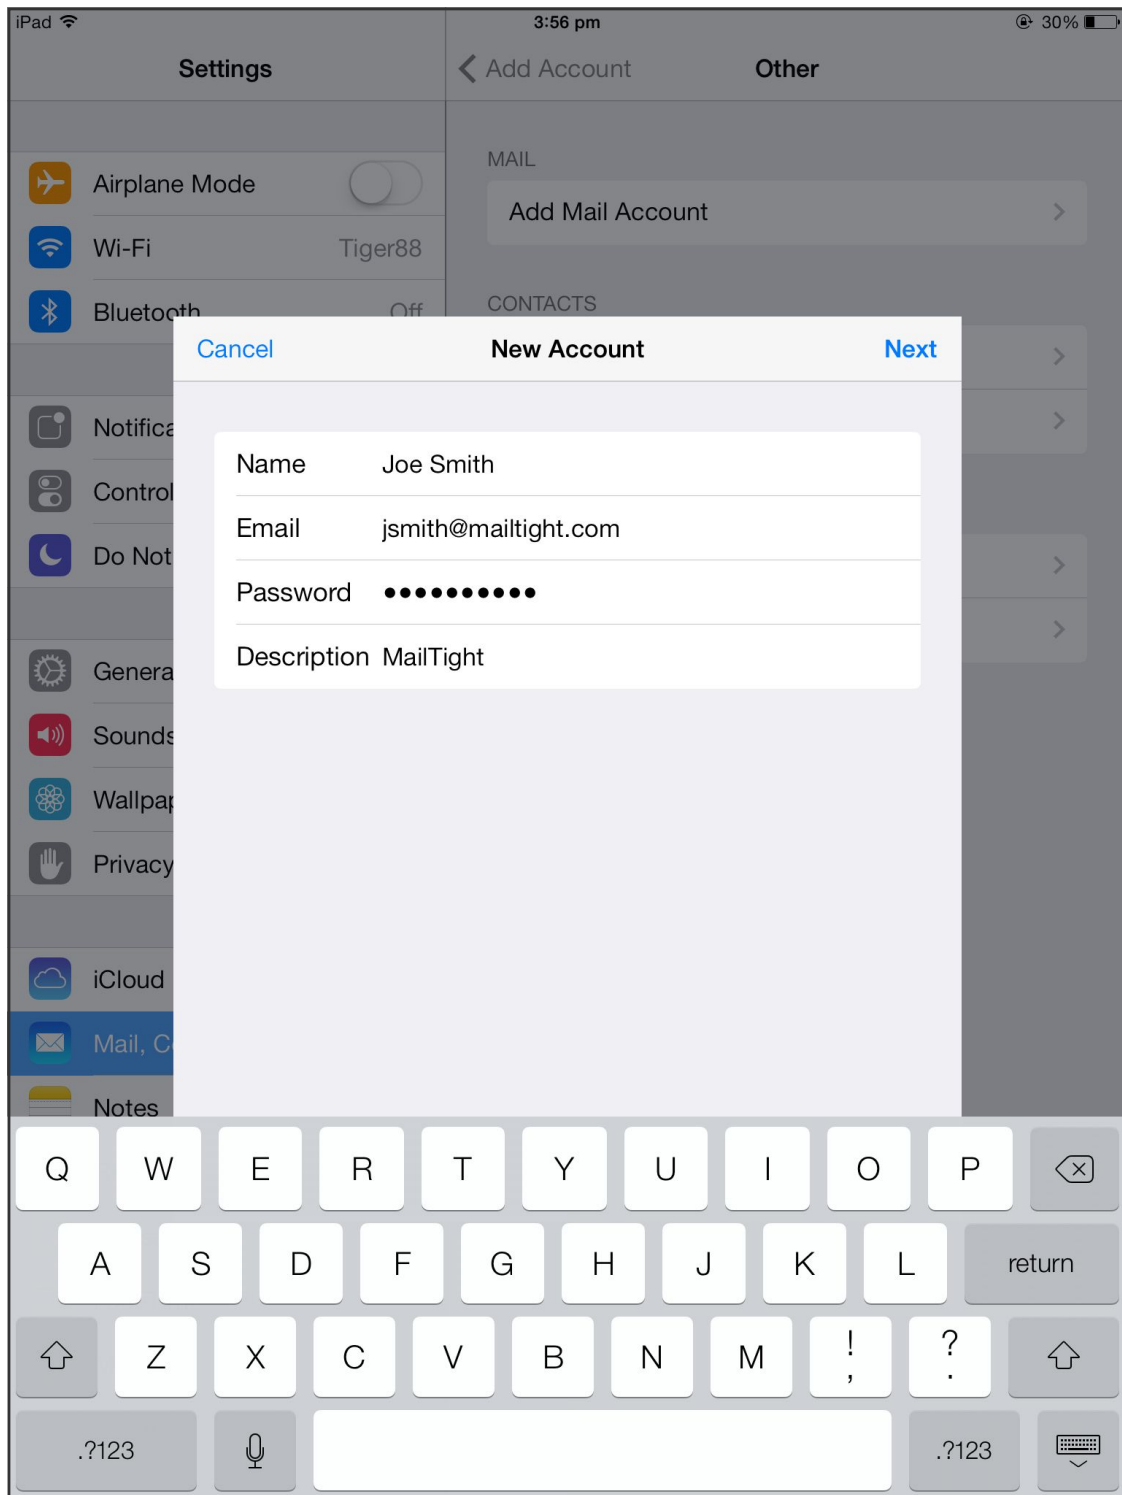 iPad 3:56 pm 30%
Settings
Add Account Other
MAIL
Airplane Mode
Add Mail Account
Wi-Fi Tiger88
CONTACTS
Bluetooth Off
Cancel New Account Next
Notifica
Name Joe Smith
Control
Email jsmith@mailtight.com
Do Not
Password ●●●●●●●●●●
Description MailTight
Genera
Sounds
Wallpap
Privacy
iCloud
Mail, Co
Notes
Q W E R T Y U I O P
A S D F G H J K L return
Z X C V B N M ! , ? .
.?123 .?123